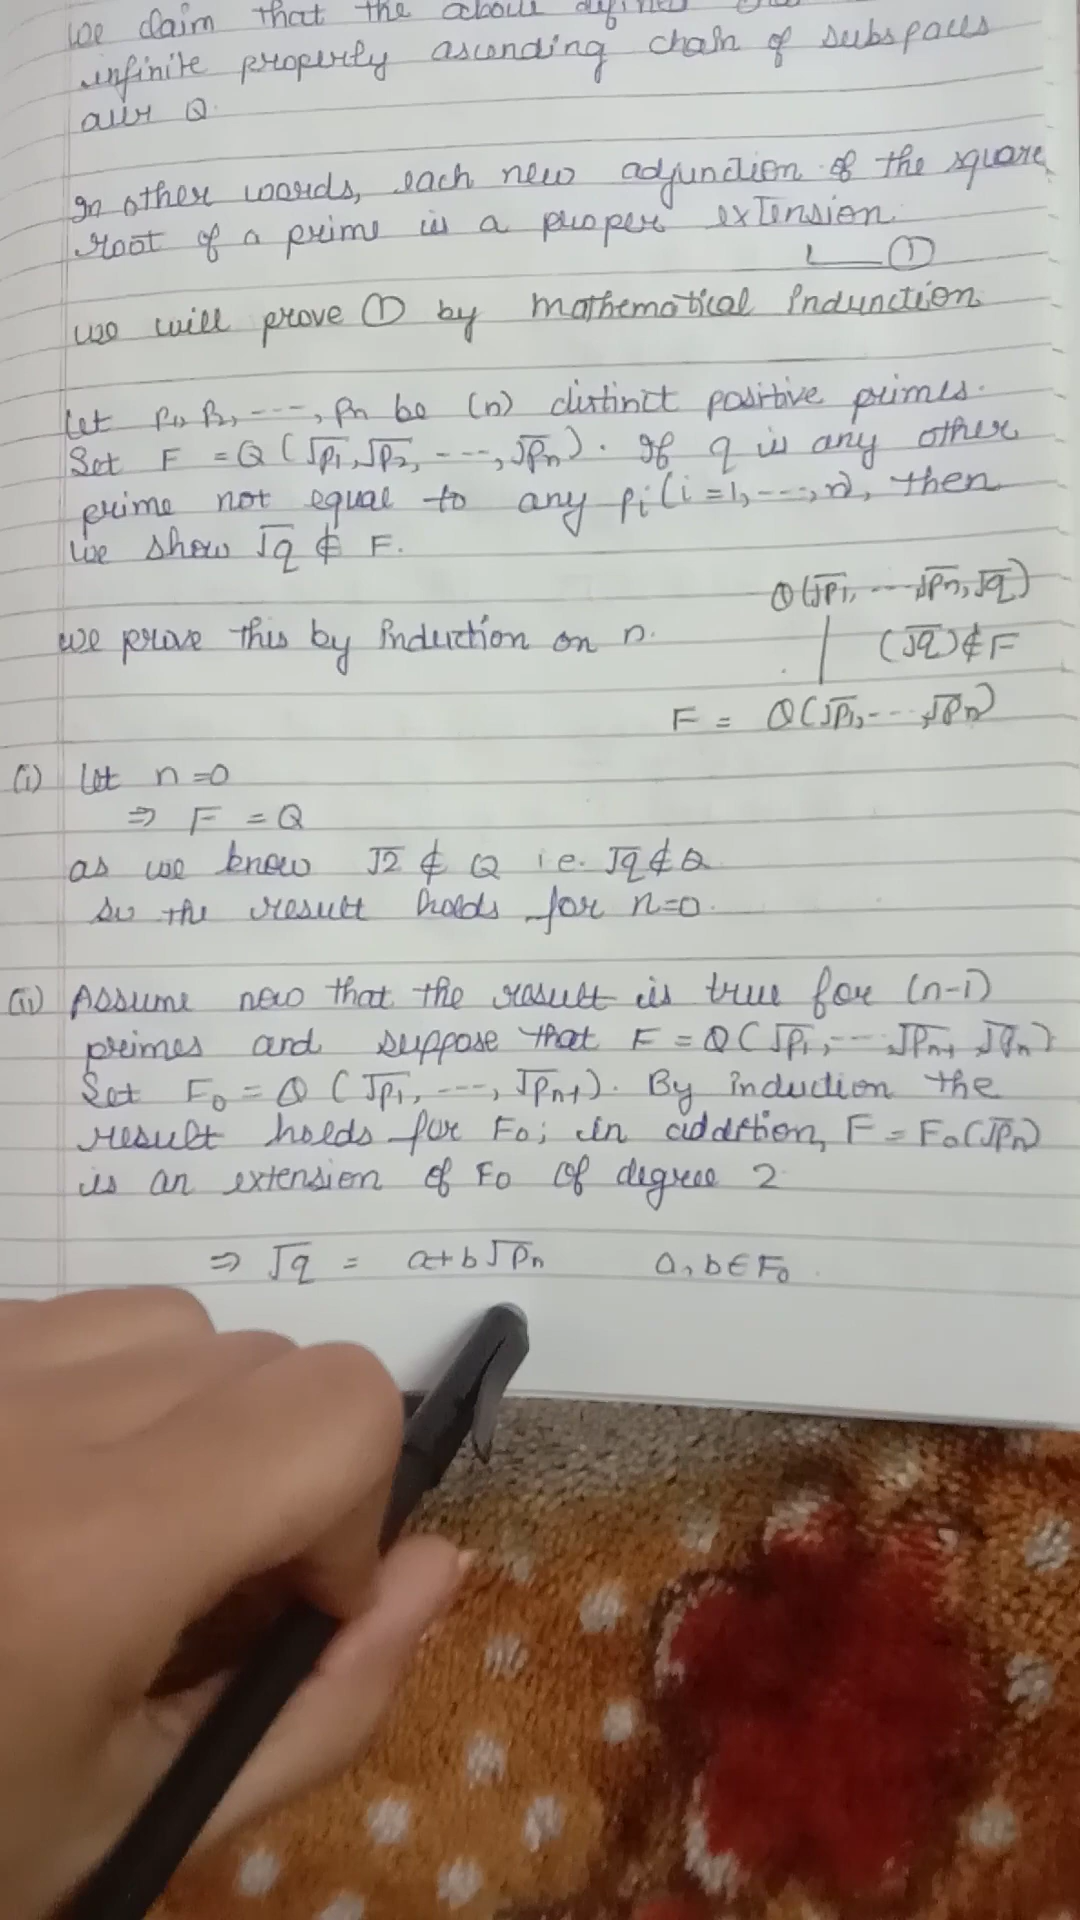 we claim that the above defined
infinite properly ascending chain of subspaces
over Q.
In other words, each new adjunction of the square
root of a prime is a proper extension.
①
we will prove ① by Mathematical Indunction
Let p₁, p₂, ----, pn be (n) distinct positive primes.
Set F = Q (√p₁, √p₂, ----, √pn). If q is any other
prime not equal to any pi (i=1, ---, n), then
we show √q ∉ F.
Q(√p₁, ---- √pn, √q)
we prove this by Induction on n.
(√q) ∉ F
F = Q(√p₁, --- , √pn)
(i) Let n = 0
⇒ F = Q
as we know √2 ∉ Q i.e. √q ∉ Q
so the result holds for n=0.
(ii) Assume now that the result is true for (n-1)
primes and suppose that F = Q(√p₁, --- √pn-1, √pn)
Set F₀ = Q (√p₁, ---, √pn-1). By induction the
result holds for F₀; in addition, F = F₀(√pn)
is an extension of F₀ of degree 2
⇒ √q = a+b√pn a, b ∈ F₀.